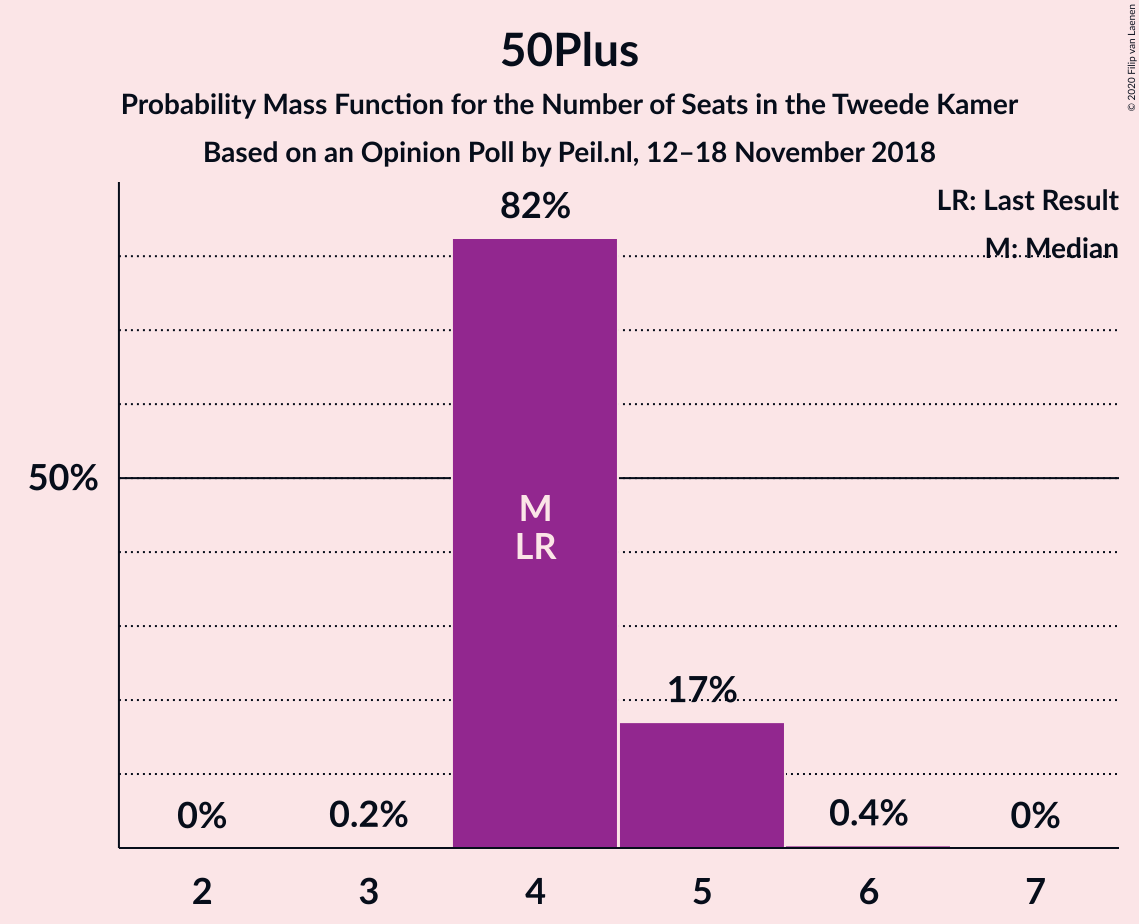 50Plus
Probability Mass Function for the Number of Seats in the Tweede Kamer
Based on an Opinion Poll by Peil.nl, 12–18 November 2018
© 2020 Filip van Laenen
LR: Last Result
M: Median
82%
50%
M
LR
17%
0%
0.2%
0.4%
0%
2
3
4
5
6
7